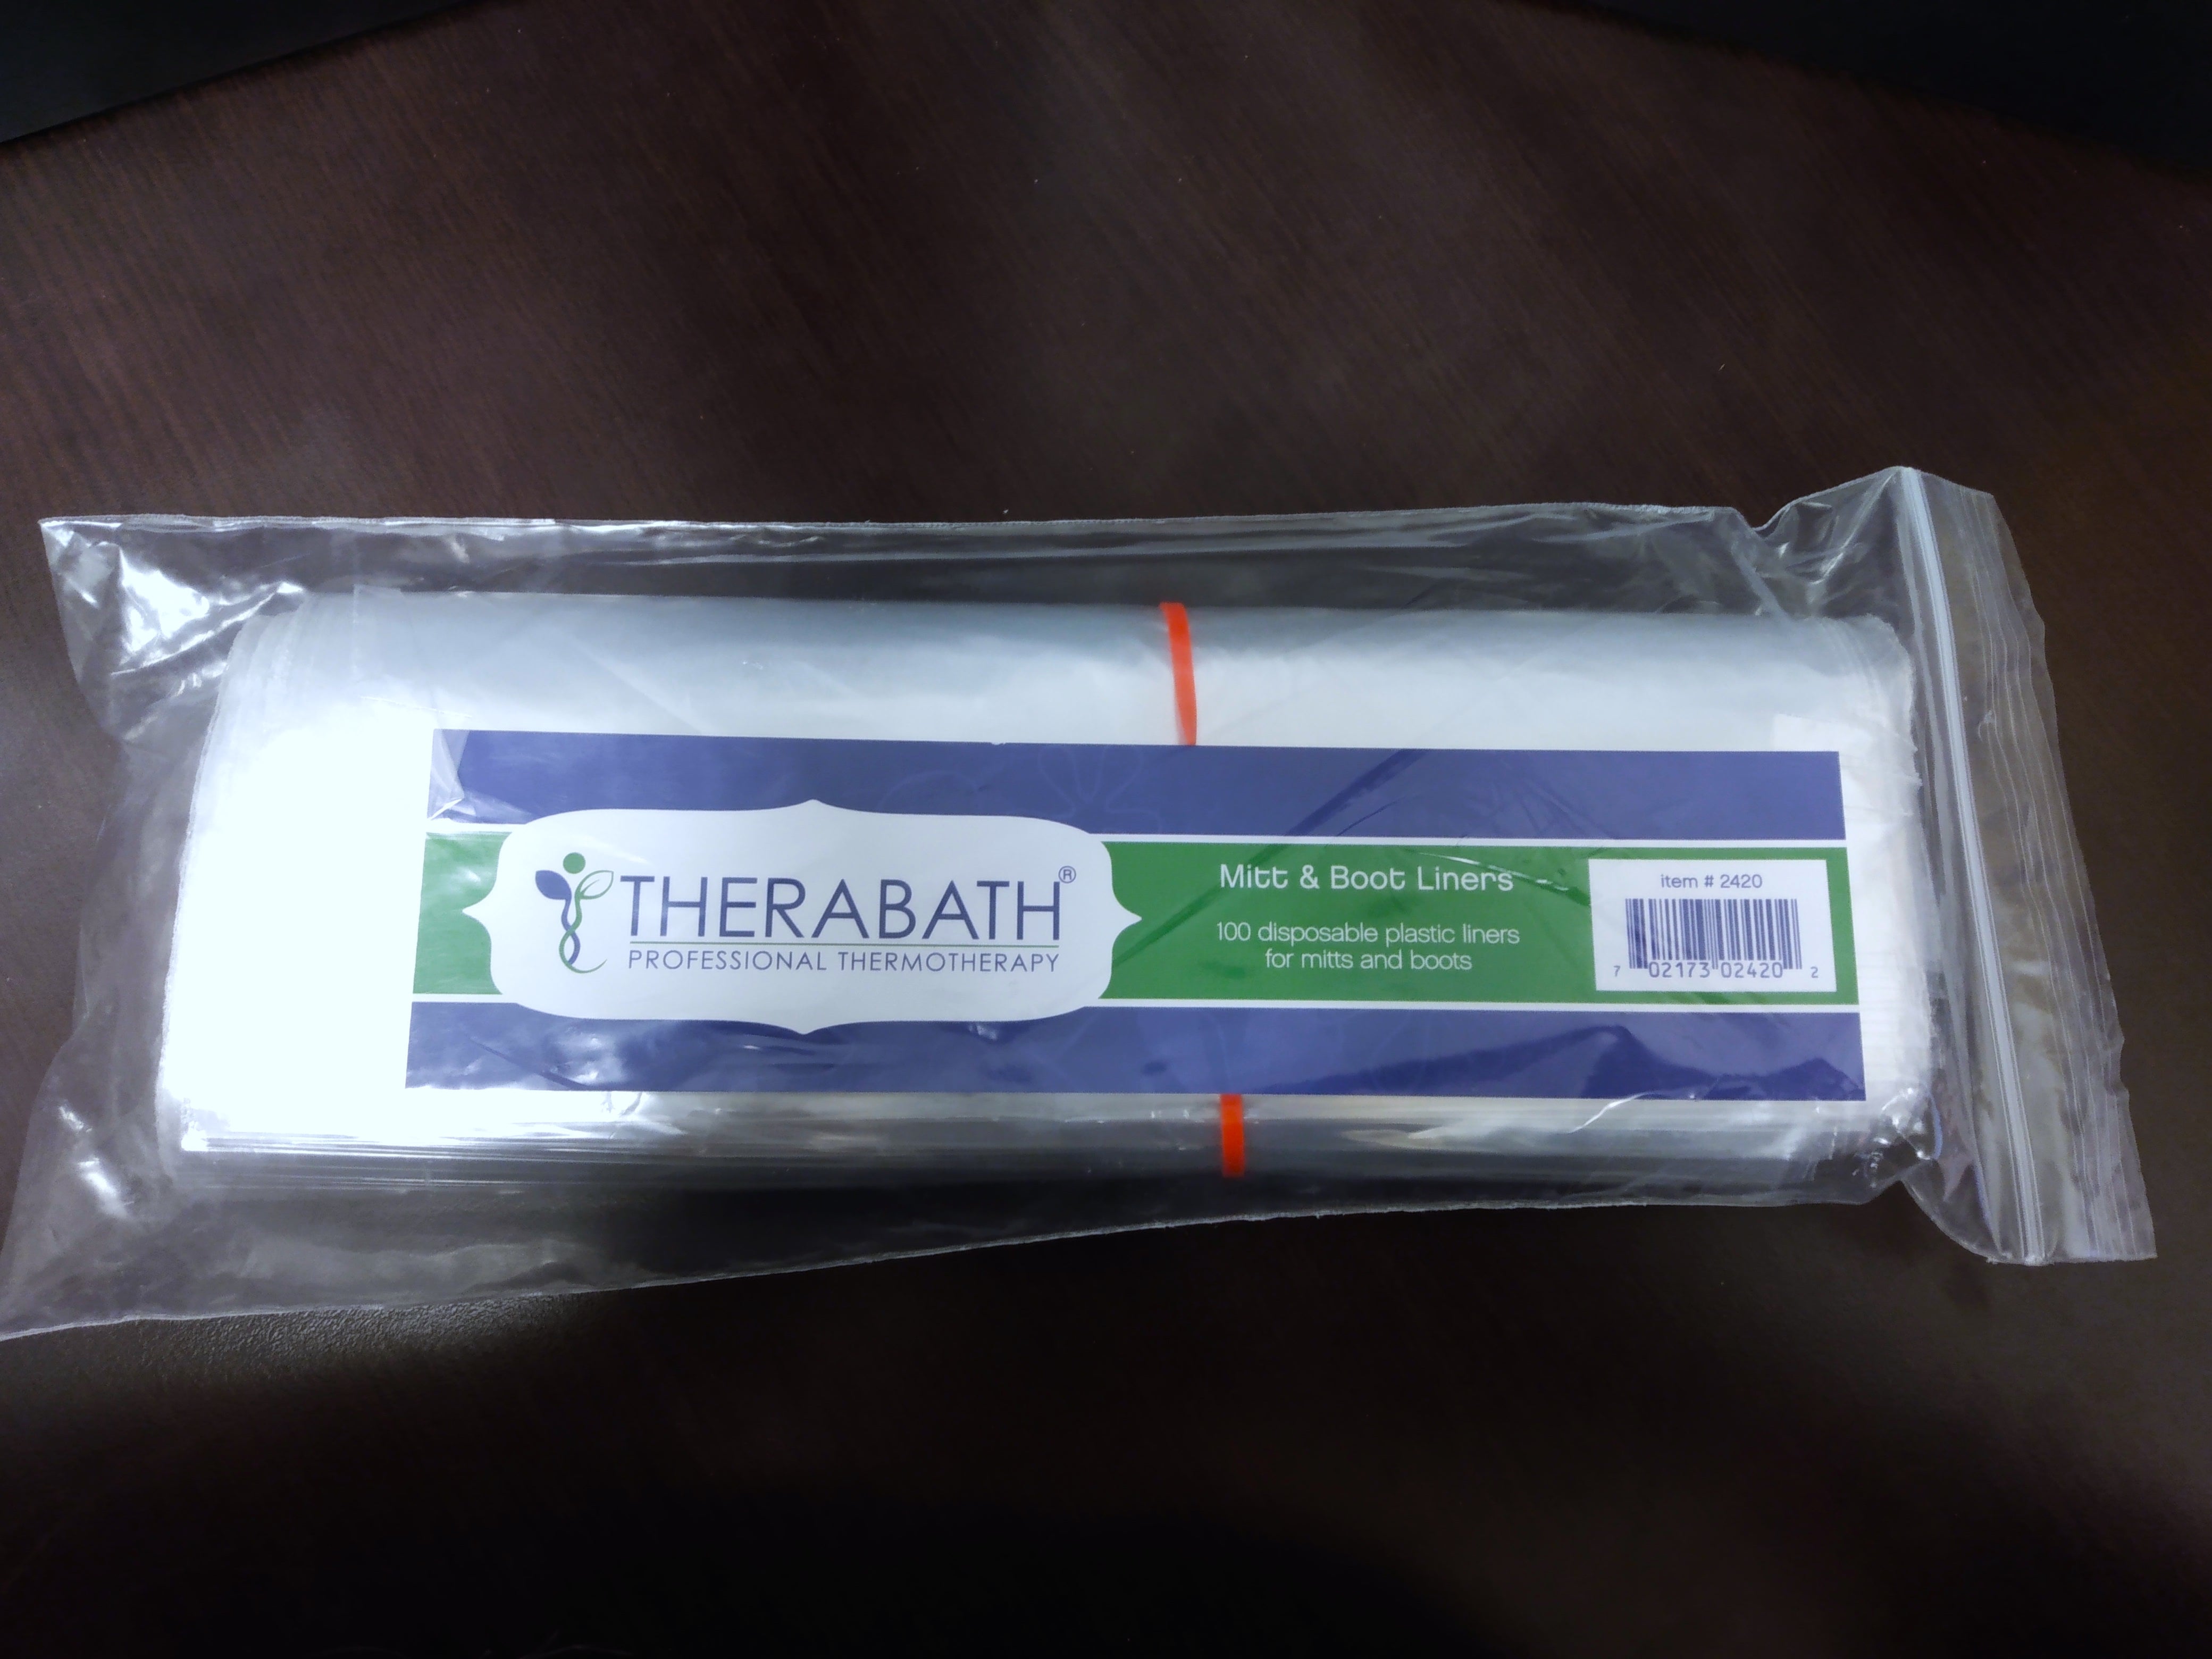 THERABATH®
PROFESSIONAL THERMOTHERAPY
Mitt & Boot Liners
100 disposable plastic liners
for mitts and boots
item # 2420
7 02173 02420 2